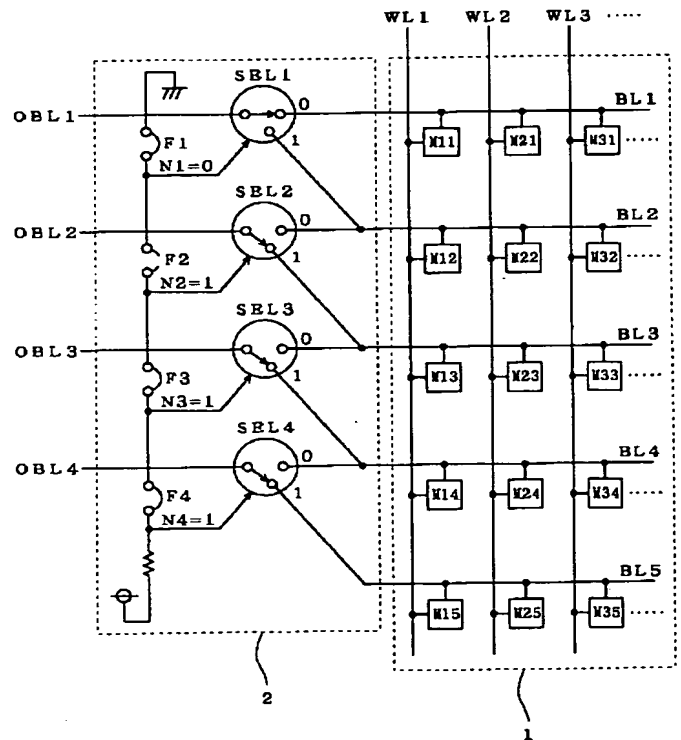 WL1 WL2 WL3 .....
SBL1
OBL1 0 BL1
F1 1 M11 M21 M31 .....
N1=0
SBL2
OBL2 0 BL2
F2 1 M12 M22 M32 .....
N2=1
SBL3
OBL3 0 BL3
F3 1 M13 M23 M33 .....
N3=1
SBL4
OBL4 0 BL4
F4 1 M14 M24 M34 .....
N4=1
BL5
M15 M25 M35 .....
2
1